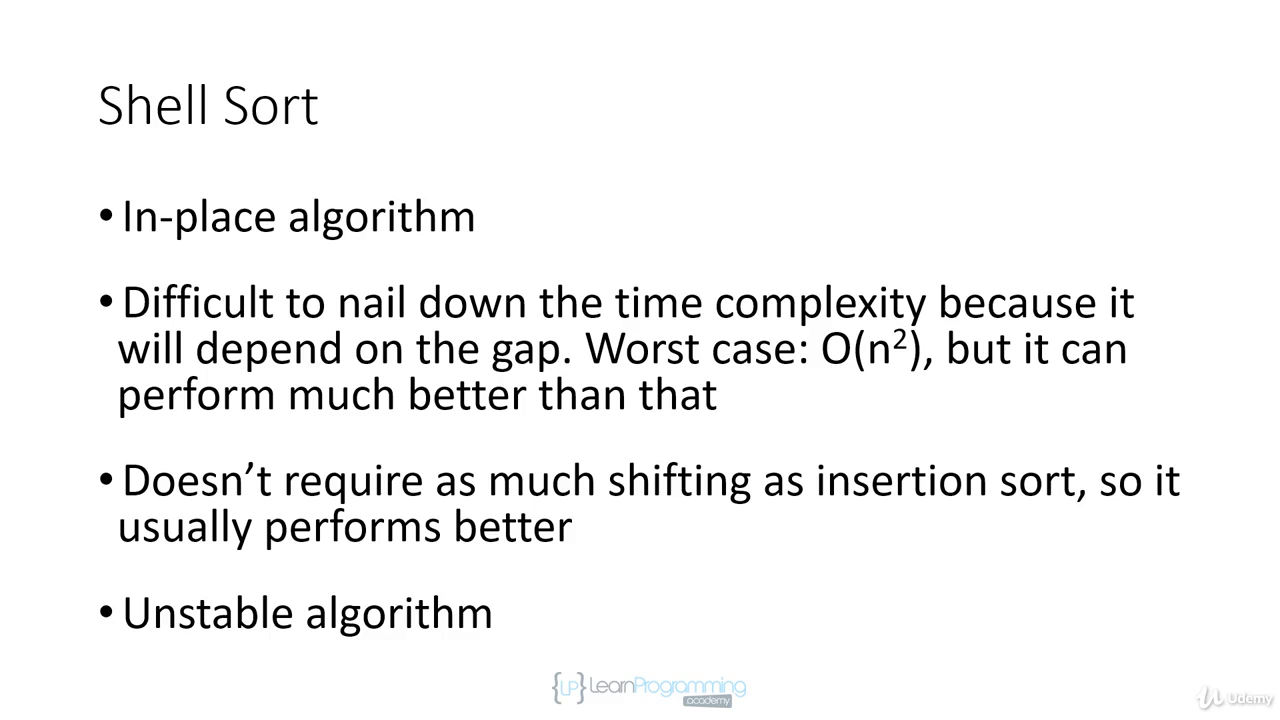 Shell Sort
• In-place algorithm
• Difficult to nail down the time complexity because it
will depend on the gap. Worst case: O(n²), but it can
perform much better than that
• Doesn’t require as much shifting as insertion sort, so it
usually performs better
• Unstable algorithm
{LP} LearnProgramming
academy
Udemy